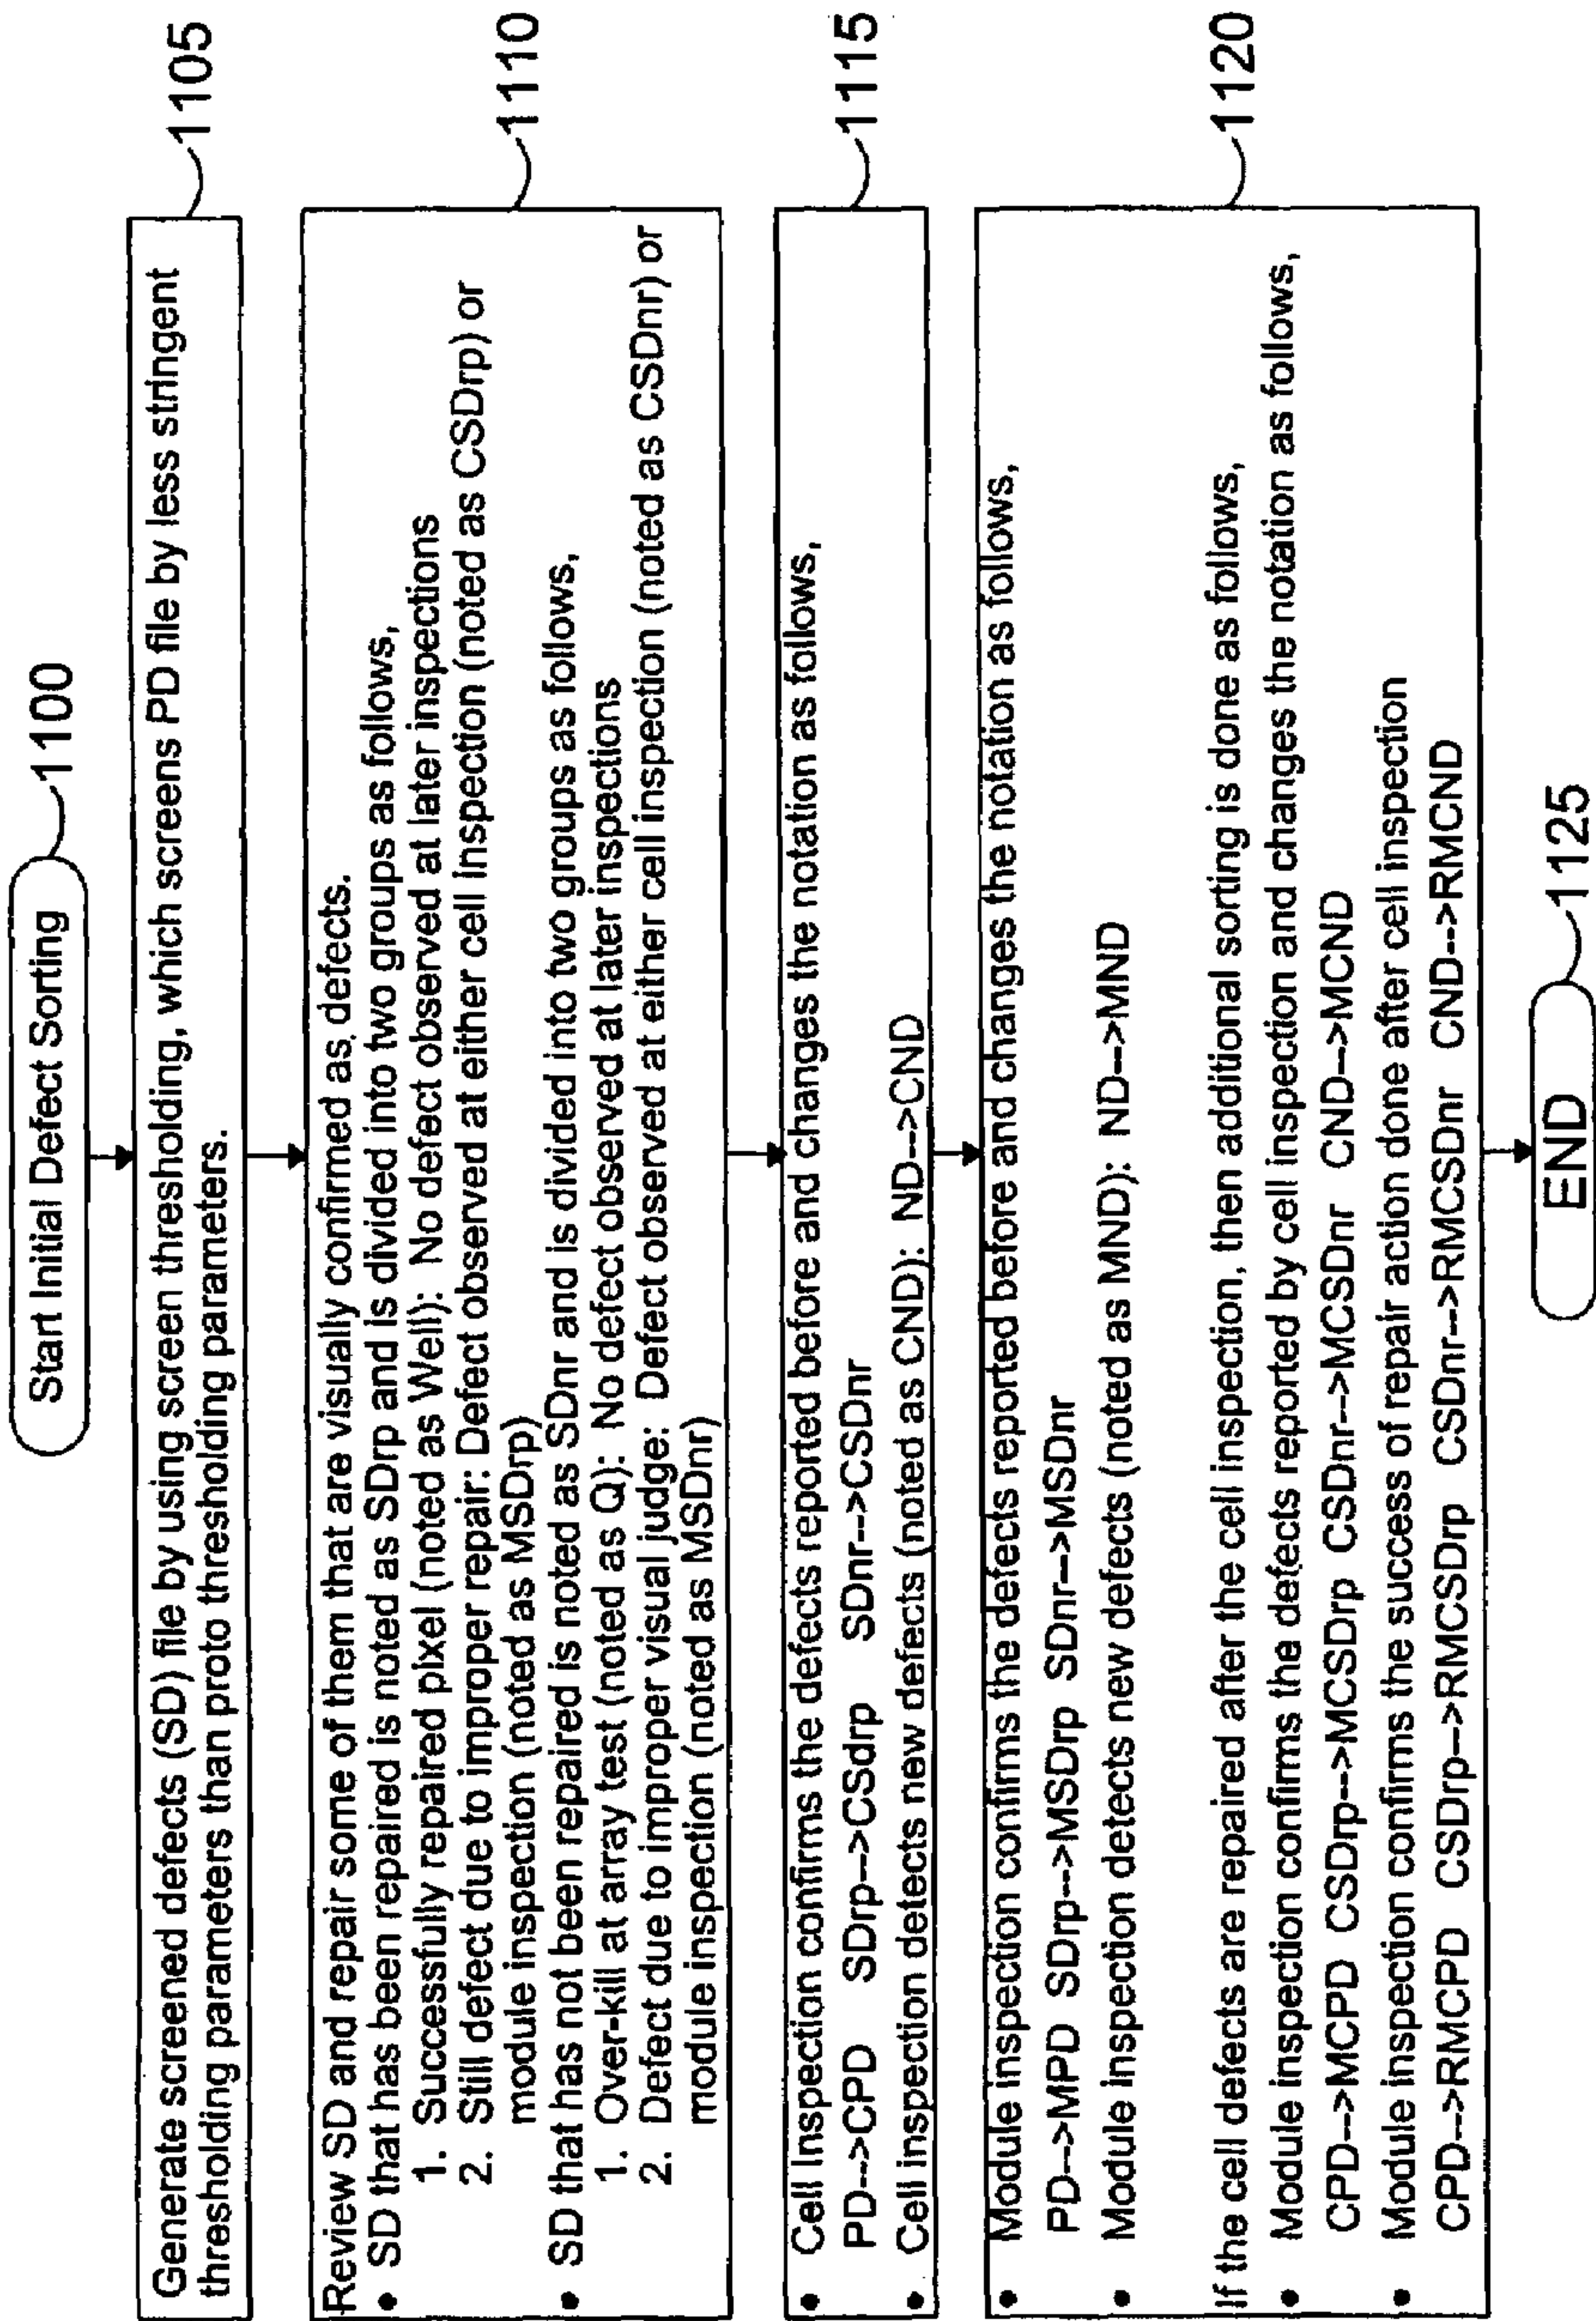 Start Initial Defect Sorting
1100
Generate screened defects (SD) file by using screen thresholding, which screens PD file by less stringent
thresholding parameters than proto thresholding parameters.
1105
Review SD and repair some of them that are visually confirmed as defects.
• SD that has been repaired is noted as SDrp and is divided into two groups as follows,
1. Successfully repaired pixel (noted as Well): No defect observed at later inspections
2. Still defect due to improper repair: Defect observed at either cell inspection (noted as CSDrp) or
module inspection (noted as MSDrp)
• SD that has not been repaired is noted as SDnr and is divided into two groups as follows,
1. Over-kill at array test (noted as Q): No defect observed at later inspections
2. Defect due to improper visual judge: Defect observed at either cell inspection (noted as CSDnr) or
module inspection (noted as MSDnr)
1110
• Cell Inspection confirms the defects reported before and changes the notation as follows,
PD-->CPD SDrp-->CSdrp SDnr-->CSDnr
• Cell inspection detects new defects (noted as CND): ND-->CND
1115
• Module inspection confirms the defects reported before and changes the notation as follows,
PD-->MPD SDrp-->MSDrp SDnr-->MSDnr
• Module inspection detects new defects (noted as MND): ND-->MND
If the cell defects are repaired after the cell inspection, then additional sorting is done as follows,
• Module inspection confirms the defects reported by cell inspection and changes the notation as follows,
CPD-->MCPD CSDrp-->MCSDrp CSDnr-->MCSDnr CND-->MCND
• Module inspection confirms the success of repair action done after cell inspection
CPD-->RMCPD CSDrp-->RMCSDrp CSDnr-->RMCSDnr CND-->RMCND
1120
END
1125